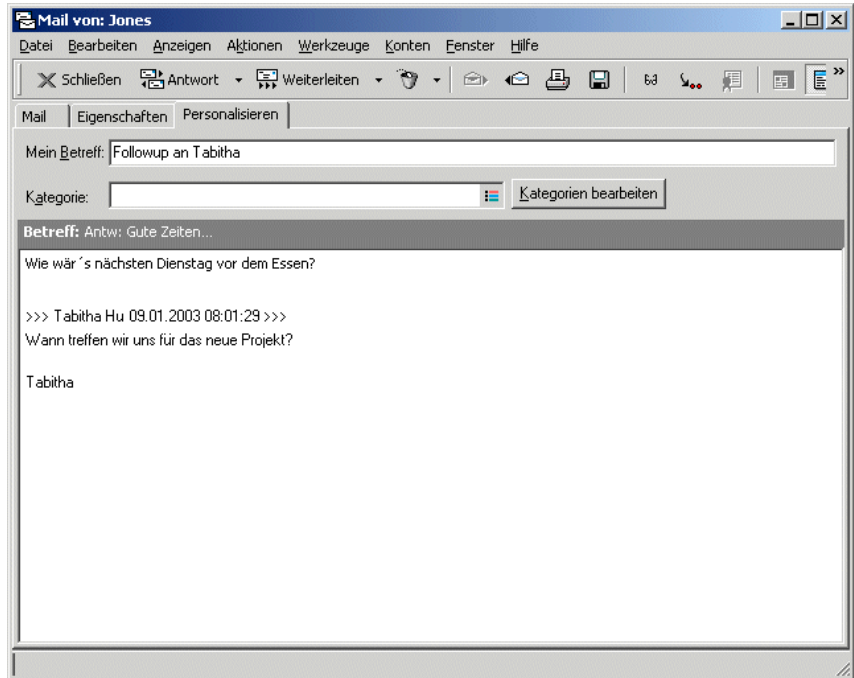 Mail von: Jones
Datei Bearbeiten Anzeigen Aktionen Werkzeuge Konten Fenster Hilfe
Schließen Antwort Weiterleiten »
Mail Eigenschaften Personalisieren
Mein Betreff: Followup an Tabitha
Kategorie: Kategorien bearbeiten
Betreff: Antw: Gute Zeiten...
Wie wär´s nächsten Dienstag vor dem Essen?
>>> Tabitha Hu 09.01.2003 08:01:29 >>>
Wann treffen wir uns für das neue Projekt?
Tabitha